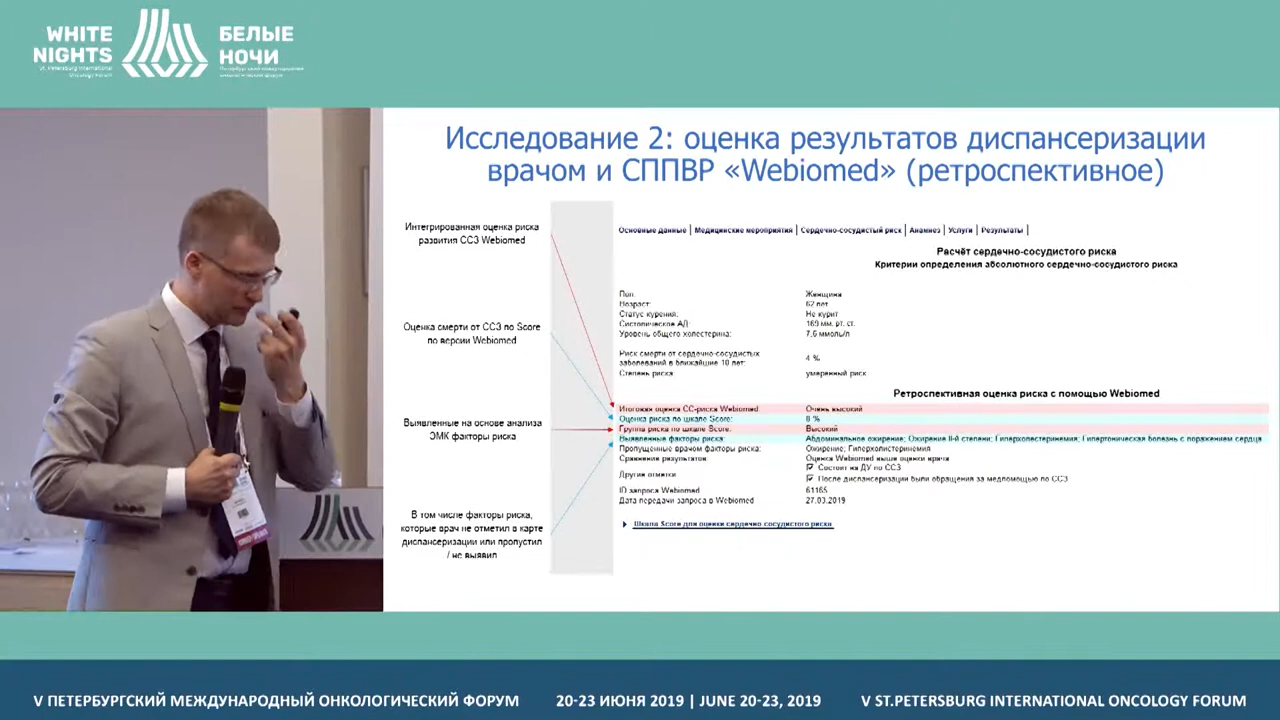 WHITE
NIGHTS
St. Petersburg International
Oncology Forum
БЕЛЫЕ
НОЧИ
Исследование 2: оценка результатов диспансеризации
врачом и СППВР «Webiomed» (ретроспективное)
Интегрированная оценка риска
развития ССЗ Webiomed
Оценка смерти от ССЗ по Score
по версии Webiomed
Выявленные на основе анализа
ЭМК факторы риска
В том числе факторы риска,
которые врач не отметил в карте
диспансеризации или пропустил
/ не выявил
Основные данные | Медицинские мероприятия | Сердечно-сосудистый риск | Анамнез | Услуги | Результаты |
Расчёт сердечно-сосудистого риска
Критерии определения абсолютного сердечно-сосудистого риска
Пол: Женщина
Возраст: 62 лет
Статус курения: Не курит
Систолическое АД: 169 мм. рт. ст.
Уровень общего холестерина: 7,6 ммоль/л
Риск смерти от сердечно-сосудистых
заболеваний в ближайшие 10 лет: 4 %
Степень риска: умеренный риск
Ретроспективная оценка риска с помощью Webiomed
Итоговая оценка СС-риска Webiomed Очень высокий
Оценка риска по шкале Score: 8 %
Группа риска по шкале Score: Высокий
Выявленные факторы риска: Абдоминальное ожирение; Ожирение II-й степени; Гиперхолестеринемия; Гипертоническая болезнь с поражением сердца
Пропущенные врачом факторы риска: Ожирение; Гиперхолестеринемия
Сравнение результатов: Оценка Webiomed выше оценки врача
Другие отметки Состоит на ДУ по ССЗ
После диспансеризации были обращения за медпомощью по ССЗ
ID запроса Webiomed 61165
Дата передачи запроса в Webiomed 27.03.2019
Шкала Score для оценки сердечно-сосудистого риска
V ПЕТЕРБУРГСКИЙ МЕЖДУНАРОДНЫЙ ОНКОЛОГИЧЕСКИЙ ФОРУМ 20-23 ИЮНЯ 2019 | JUNE 20-23, 2019 V ST.PETERSBURG INTERNATIONAL ONCOLOGY FORUM